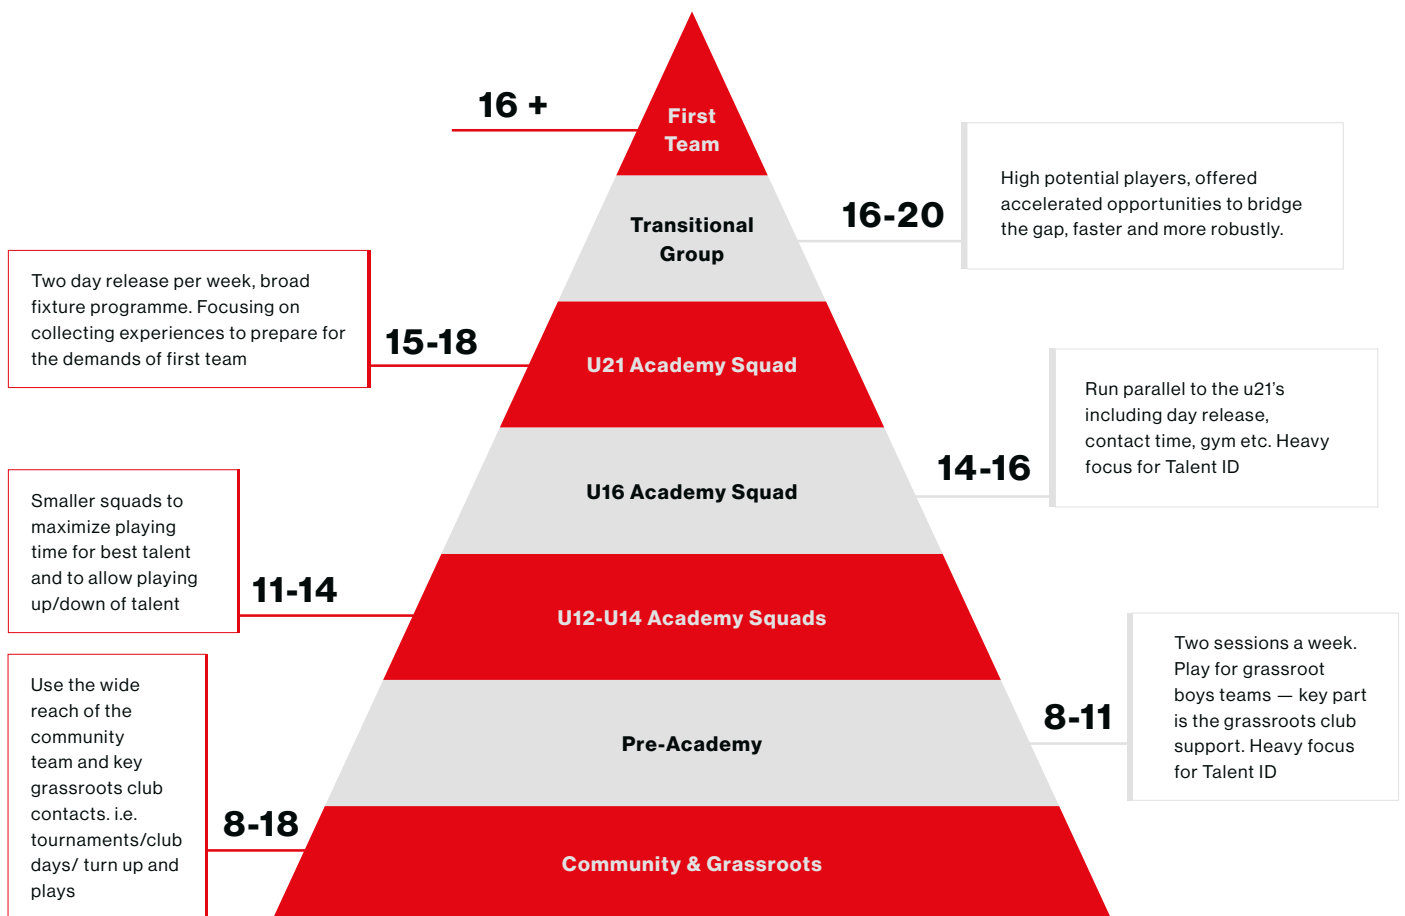 16 +
First
Team
High potential players, offered
accelerated opportunities to bridge
the gap, faster and more robustly.
16-20
Transitional
Group
Two day release per week, broad
fixture programme. Focusing on
collecting experiences to prepare for
the demands of first team
15-18
U21 Academy Squad
Run parallel to the u21’s
including day release,
contact time, gym etc. Heavy
focus for Talent ID
14-16
U16 Academy Squad
Smaller squads to
maximize playing
time for best talent
and to allow playing
up/down of talent
11-14
U12-U14 Academy Squads
Two sessions a week.
Play for grassroot
boys teams — key part
is the grassroots club
support. Heavy focus
for Talent ID
8-11
Pre-Academy
Use the wide
reach of the
community
team and key
grassroots club
contacts. i.e.
tournaments/club
days/ turn up and
plays
8-18
Community & Grassroots